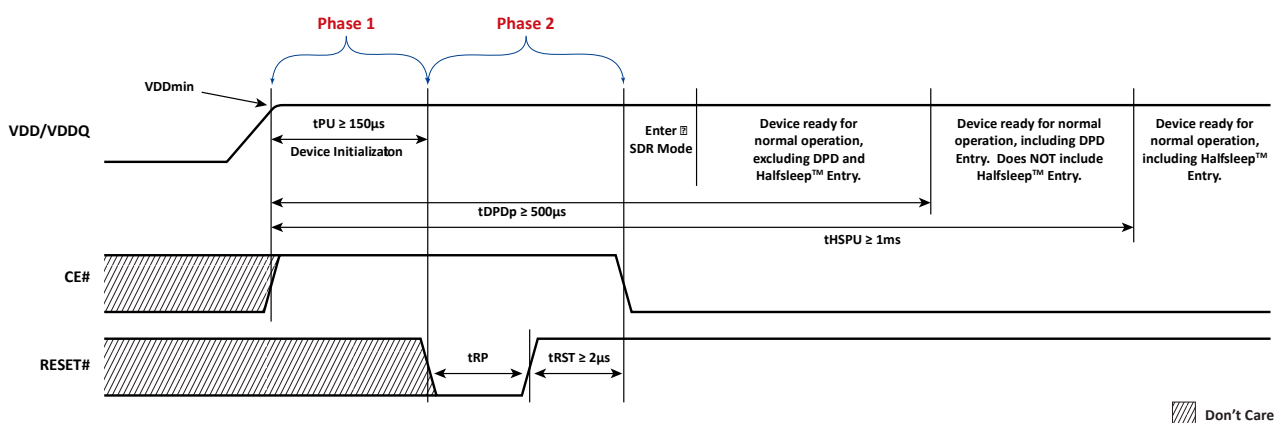 Phase 1
Phase 2
VDDmin
VDD/VDDQ
tPU ≥ 150µs
Device Initializaton
Enter
SDR Mode
Device ready for
normal operation,
excluding DPD and
Halfsleep™ Entry.
Device ready for normal
operation, including DPD
Entry. Does NOT include
Halfsleep™ Entry.
Device ready for
normal operation,
including Halfsleep™
Entry.
tDPDp ≥ 500µs
tHSPU ≥ 1ms
CE#
RESET#
tRP
tRST ≥ 2µs
Don't Care